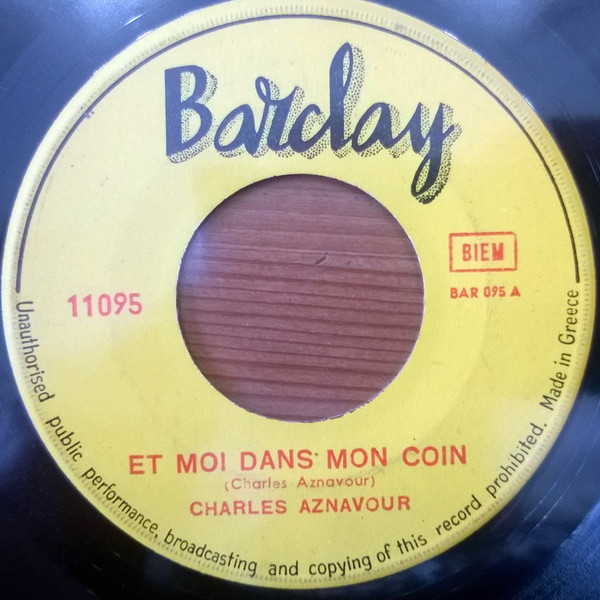 Barclay
BIEM
11095
BAR 095 A
ET MOI DANS MON COIN
(Charles Aznavour)
CHARLES AZNAVOUR
Unauthorised public performance, broadcasting and copying of this record prohibited. Made in Greece